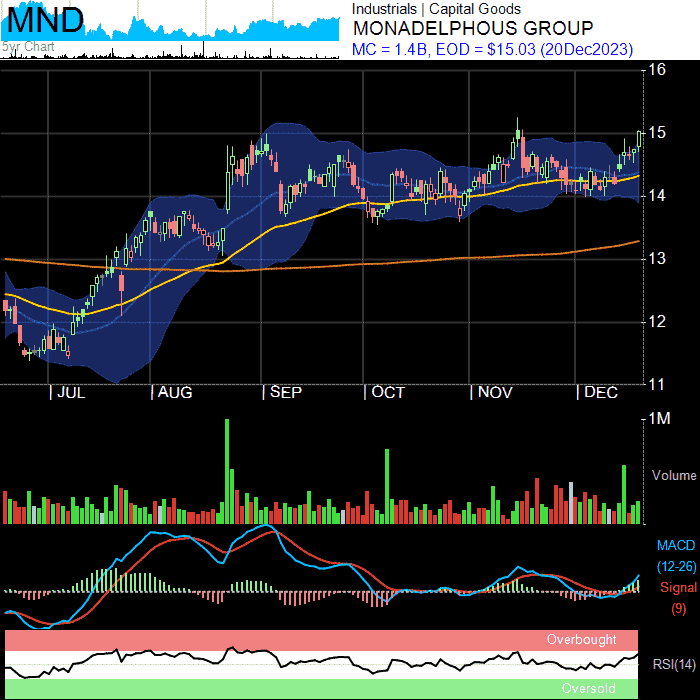 MND
5yr Chart
Industrials | Capital Goods
MONADELPHOUS GROUP
MC = 1.4B, EOD = $15.03 (20Dec2023)
16
15
14
13
12
11
| JUL | AUG | SEP | OCT | NOV | DEC
1M
Volume
MACD
(12-26)
Signal
(9)
Overbought
RSI(14)
Oversold